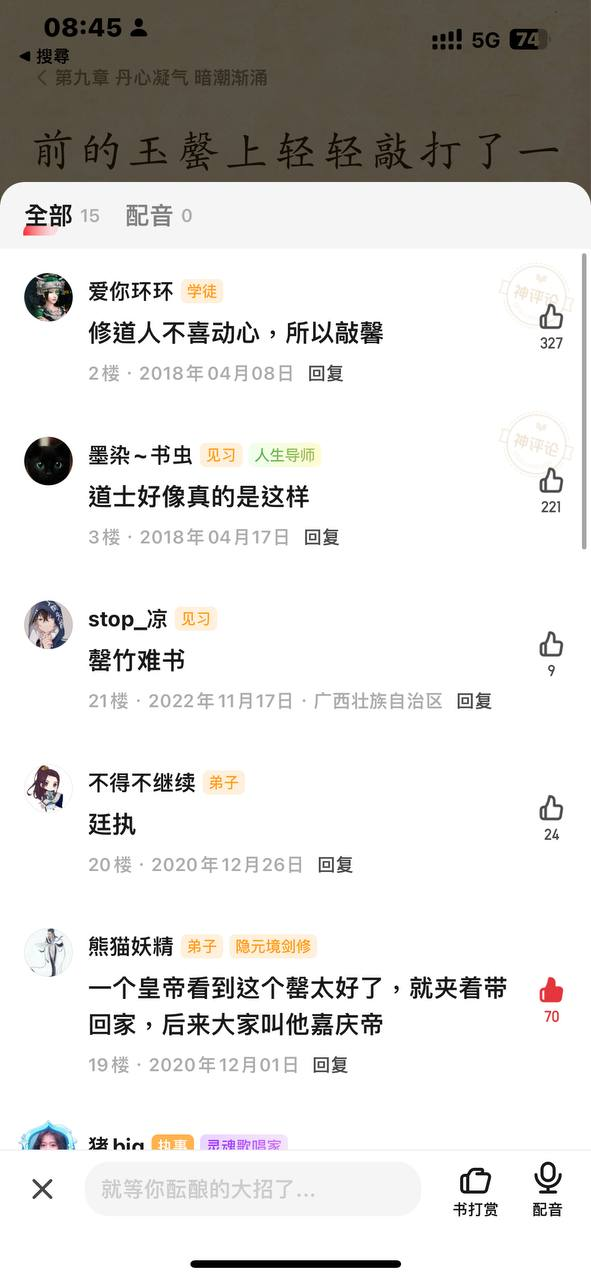 08:45
5G 74
搜尋
第九章 丹心凝气 暗潮渐涌
前的玉罄上轻轻敲打了一
全部 15 配音 0
爱你环环 学徒
神评论
修道人不喜动心，所以敲馨
327
2楼 · 2018年04月08日 回复
墨染~书虫 见习 人生导师
神评论
道士好像真的是这样
221
3楼 · 2018年04月17日 回复
stop_凉 见习
罄竹难书
9
21楼 · 2022年11月17日 · 广西壮族自治区 回复
不得不继续 弟子
廷执
24
20楼 · 2020年12月26日 回复
熊猫妖精 弟子 隐元境剑修
一个皇帝看到这个罄太好了，就夹着带
回家，后来大家叫他嘉庆帝
70
19楼 · 2020年12月01日 回复
猪big 执事 灵魂歌唱家
就等你酝酿的大招了...
书打赏 配音